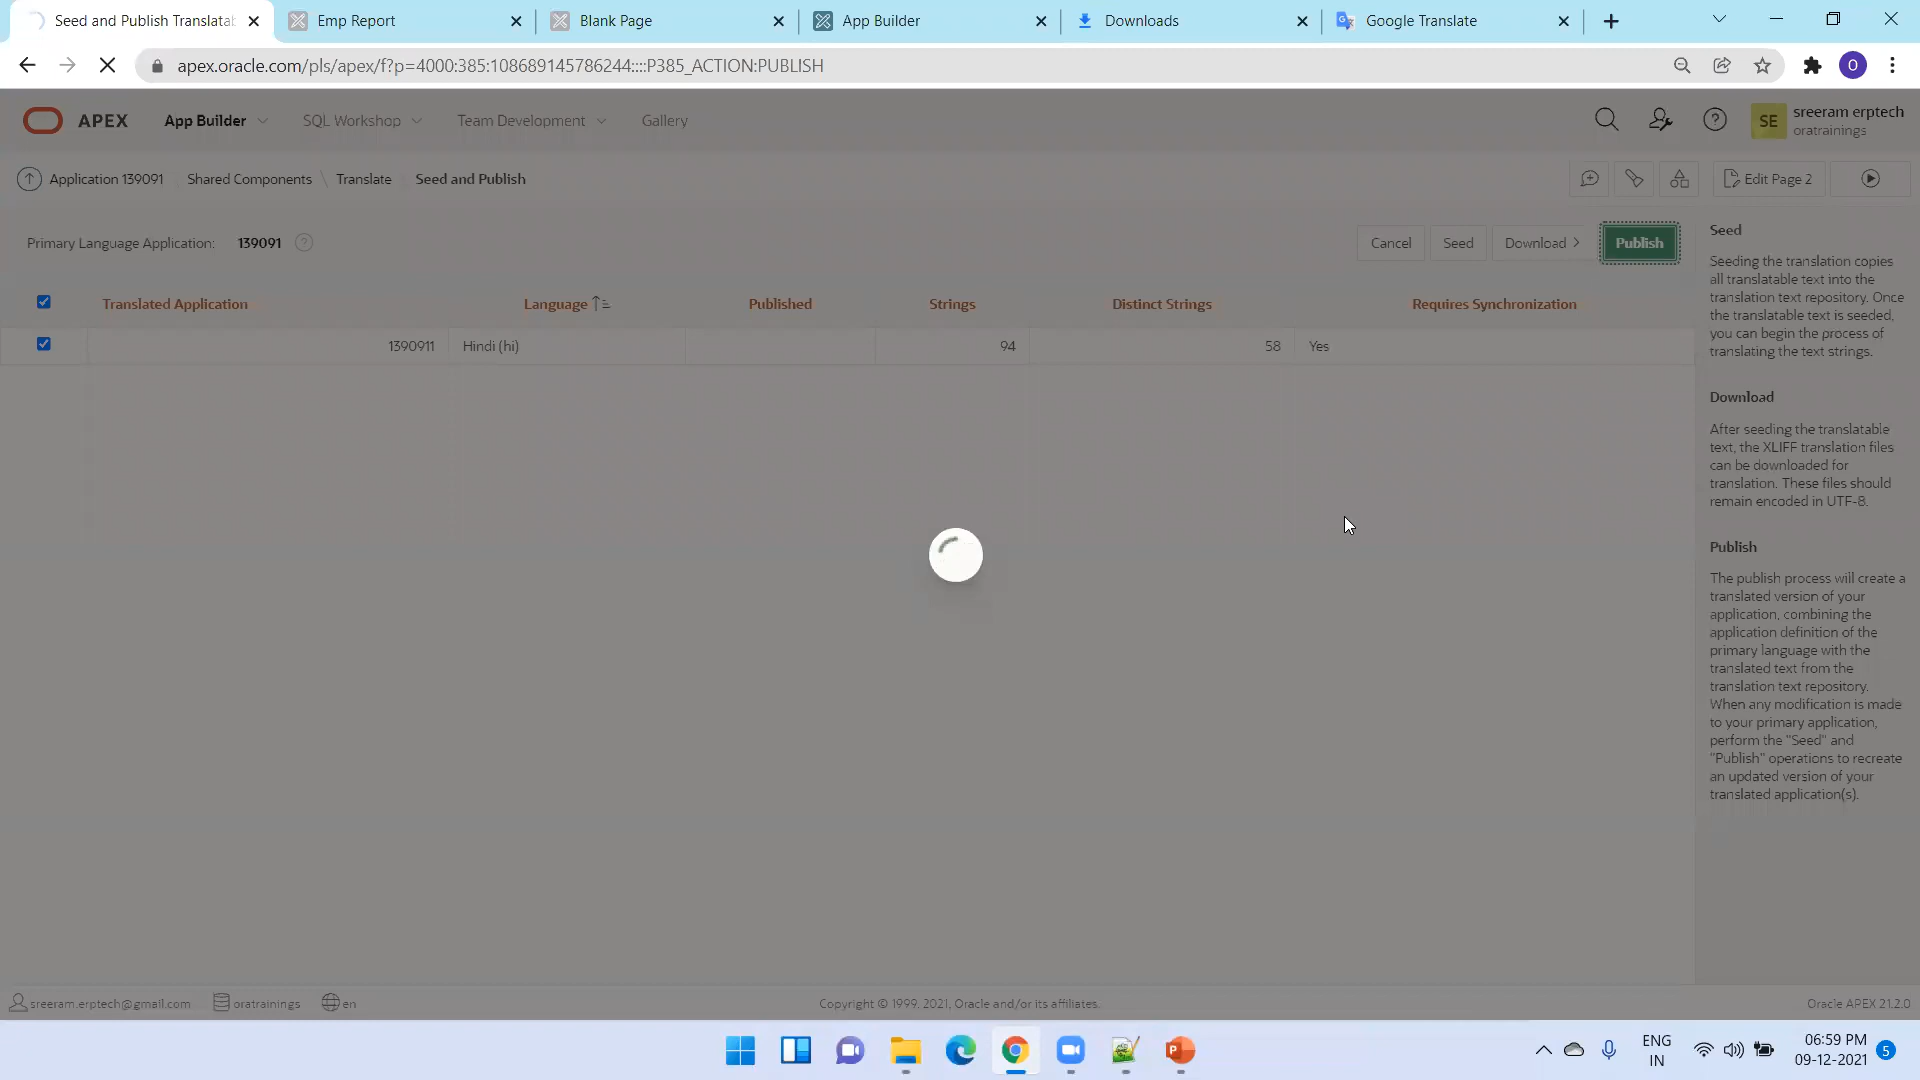 Seed and Publish Translatab
Emp Report
Blank Page
App Builder
Downloads
Google Translate
apex.oracle.com/pls/apex/f?p=4000:385:108689145786244::::P385_ACTION:PUBLISH
O
APEX
App Builder
SQL Workshop
Team Development
Gallery
SE
sreeram erptech
oratrainings
Application 139091
Shared Components \ Translate
Seed and Publish
Edit Page 2
Primary Language Application: 139091
Cancel
Seed
Download >
Publish
Translated Application
Language
Published
Strings
Distinct Strings
Requires Synchronization
1390911
Hindi (hi)
94
58
Yes
Seed
Seeding the translation copies
all translatable text into the
translation text repository. Once
the translatable text is seeded,
you can begin the process of
translating the text strings.
Download
After seeding the translatable
text, the XLIFF translation files
can be downloaded for
translation. These files should
remain encoded in UTF-8.
Publish
The publish process will create a
translated version of your
application, combining the
application definition of the
primary language with the
translated text from the
translation text repository.
When any modification is made
to your primary application,
perform the "Seed" and
"Publish" operations to recreate
an updated version of your
translated application(s).
sreeram.erptech@gmail.com
oratrainings
en
Copyright © 1999, 2021, Oracle and/or its affiliates.
Oracle APEX 21.2.0
ENG
IN
06:59 PM
09-12-2021
5